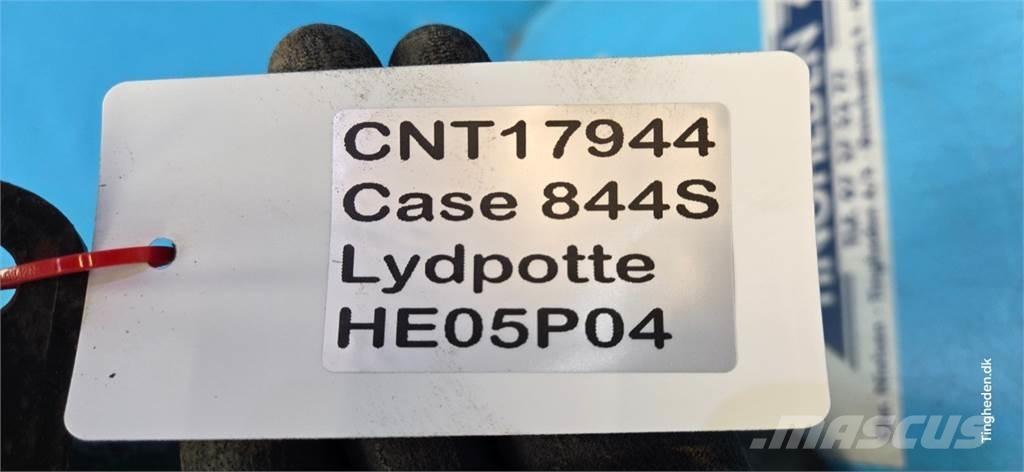 CNT17944
Case 844S
Lydpotte
HE05P04
MASCUS
Tingheden.dk